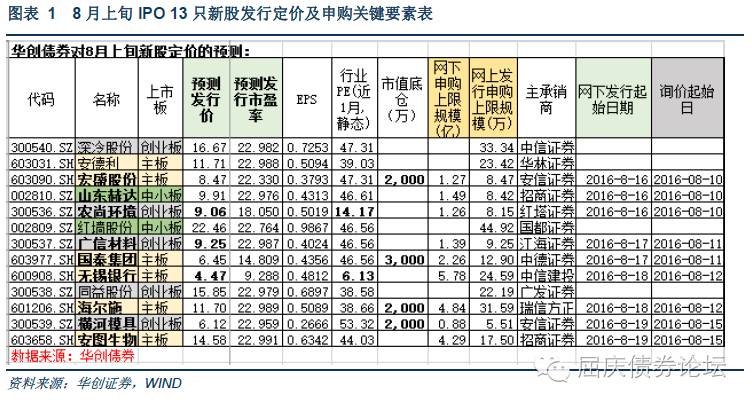 图表 1 8 月上旬 IPO 13 只新股发行定价及申购关键要素表
华创债券对8月上旬新股定价的预测：
代码 名称 上市板 预测发行价 预测发行市盈率 EPS 行业PE(近1月,静态) 市值底仓（万） 网下申购上限规模(亿) 网上发行申购上限规模(万) 主承销商 网下发行起始日期 询价起始日
300540.SZ 深冷股份 创业板 16.67 22.982 0.7253 47.31 33.34 中信证券
603031.SH 安德利 主板 11.71 22.988 0.5094 39.03 23.42 华林证券
603090.SH 宏盛股份 主板 8.47 22.330 0.3793 47.31 2,000 1.27 8.47 安信证券 2016-8-16 2016-08-10
002810.SZ 山东赫达 中小板 9.91 22.976 0.4313 46.61 1.49 8.42 招商证券 2016-8-16 2016-08-10
300536.SZ 农尚环境 创业板 9.06 18.050 0.5019 14.17 1.26 8.15 红塔证券 2016-8-16 2016-08-10
002809.SZ 红墙股份 中小板 22.46 22.764 0.9867 46.56 44.92 国都证券
300537.SZ 广信材料 创业板 9.25 22.987 0.4024 46.56 1.39 9.25 江海证券 2016-8-17 2016-08-11
603977.SH 国泰集团 主板 6.45 14.809 0.4356 46.56 3,000 2.26 12.90 中德证券 2016-8-17 2016-08-11
600908.SH 无锡银行 主板 4.47 9.288 0.4812 6.13 5.78 24.59 中信建投 2016-8-18 2016-08-12
300538.SZ 同益股份 创业板 15.85 22.979 0.6897 38.58 22.19 广发证券
601206.SH 海尔施 主板 11.70 22.989 0.5089 38.66 2,000 4.84 31.59 瑞信方正 2016-8-18 2016-08-12
300539.SZ 横河模具 创业板 6.12 22.959 0.2666 53.32 2,000 0.88 5.51 安信证券 2016-8-19 2016-08-15
603658.SH 安图生物 主板 14.58 22.991 0.6342 44.03 4.29 17.50 招商证券 2016-8-19 2016-08-15
数据来源：华创债券
屈庆债券论坛
资料来源：华创证券，WIND